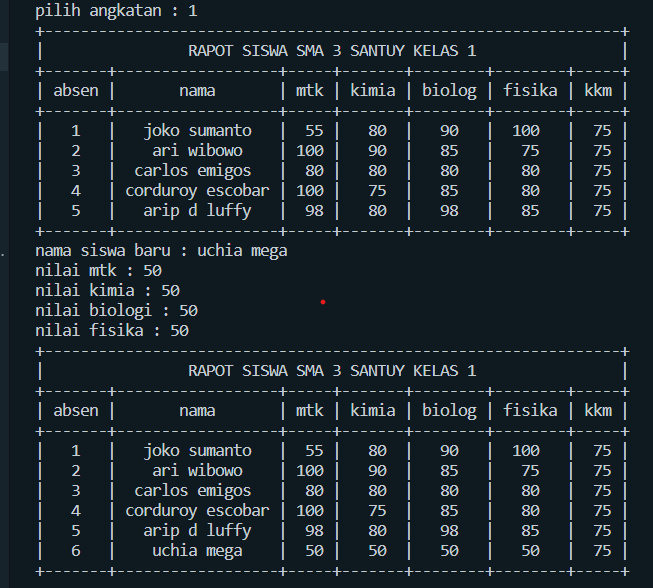 pilih angkatan : 1
+----------------------------------------------------------------+
|                RAPOT SISWA SMA 3 SANTUY KELAS 1                |
+-------+------------------+-----+-------+--------+--------+-----+
| absen |       nama       | mtk | kimia | biolog | fisika | kkm |
+-------+------------------+-----+-------+--------+--------+-----+
|   1   |   joko sumanto   |  55 |   80  |   90   |  100   |  75 |
|   2   |    ari wibowo    | 100 |   90  |   85   |   75   |  75 |
|   3   |  carlos emigos   |  80 |   80  |   80   |   80   |  75 |
|   4   | corduroy escobar | 100 |   75  |   85   |   80   |  75 |
|   5   |   arip d luffy   |  98 |   80  |   98   |   85   |  75 |
+-------+------------------+-----+-------+--------+--------+-----+
nama siswa baru : uchia mega
nilai mtk : 50
nilai kimia : 50
nilai biologi : 50
nilai fisika : 50
+----------------------------------------------------------------+
|                RAPOT SISWA SMA 3 SANTUY KELAS 1                |
+-------+------------------+-----+-------+--------+--------+-----+
| absen |       nama       | mtk | kimia | biolog | fisika | kkm |
+-------+------------------+-----+-------+--------+--------+-----+
|   1   |   joko sumanto   |  55 |   80  |   90   |  100   |  75 |
|   2   |    ari wibowo    | 100 |   90  |   85   |   75   |  75 |
|   3   |  carlos emigos   |  80 |   80  |   80   |   80   |  75 |
|   4   | corduroy escobar | 100 |   75  |   85   |   80   |  75 |
|   5   |   arip d luffy   |  98 |   80  |   98   |   85   |  75 |
|   6   |    uchia mega    |  50 |   50  |   50   |   50   |  75 |
+-------+------------------+-----+-------+--------+--------+-----+